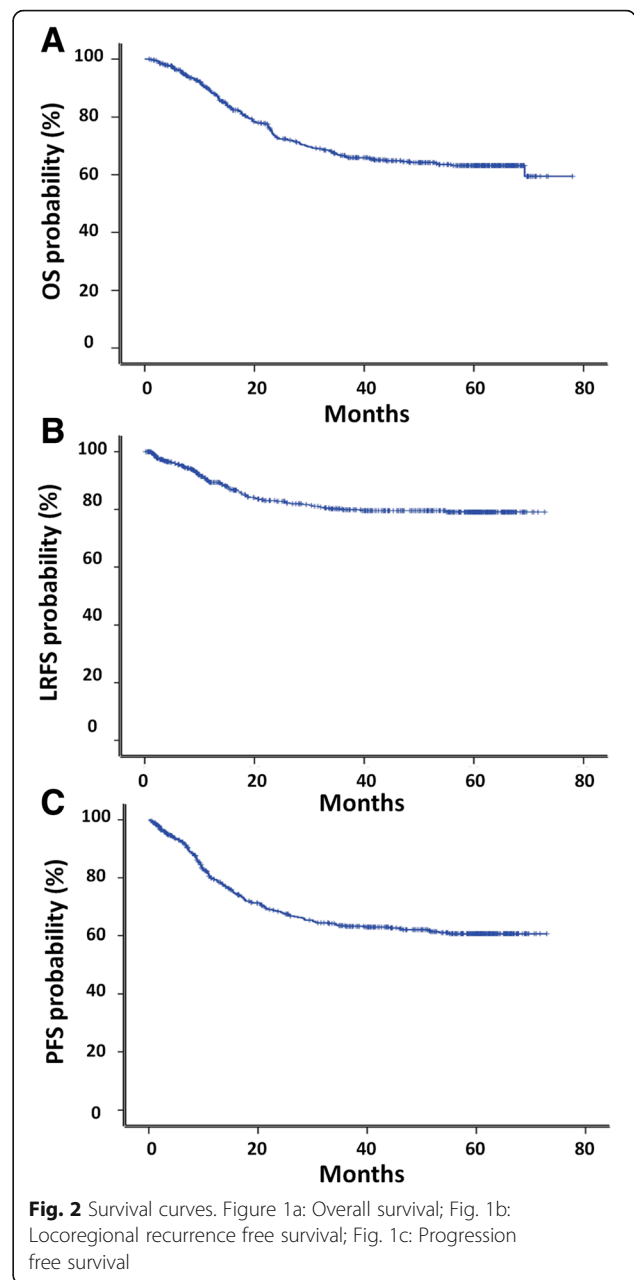 A
OS probability (%)
100
80
60
40
20
0
0 20 40 60 80
Months
B
LRFS probability (%)
100
80
60
40
20
0
0 20 40 60 80
Months
C
PFS probability (%)
100
80
60
40
20
0
0 20 40 60 80
Months
Fig. 2 Survival curves. Figure 1a: Overall survival; Fig. 1b:
Locoregional recurrence free survival; Fig. 1c: Progression
free survival